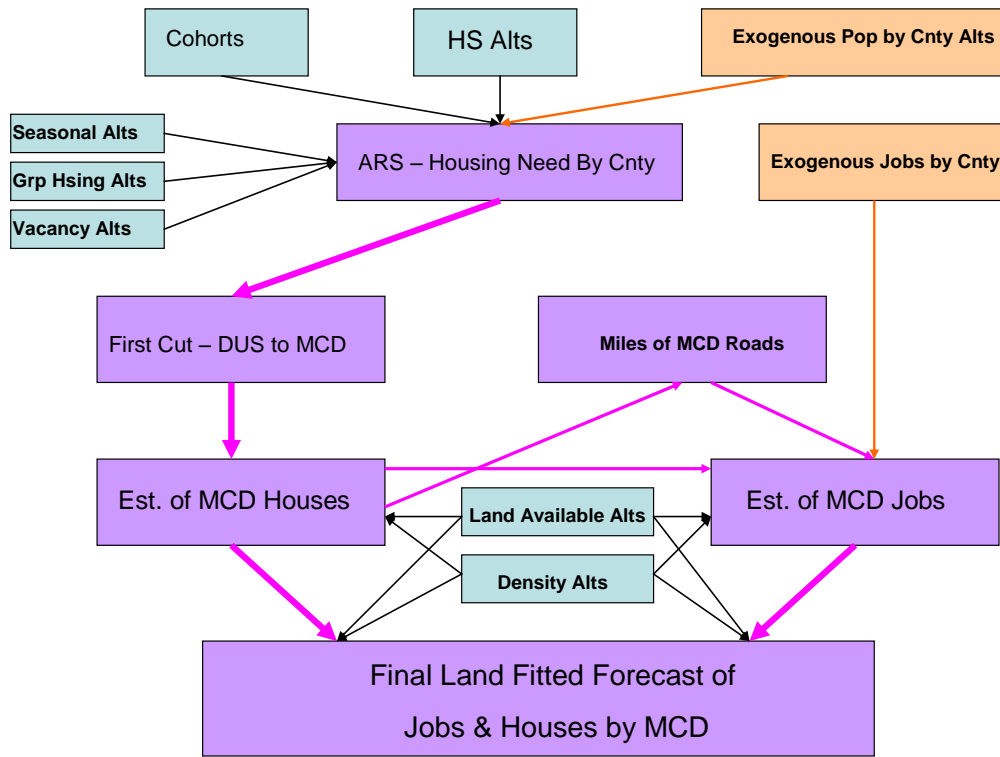 Cohorts
HS Alts
Exogenous Pop by Cnty Alts
Seasonal Alts
Grp Hsing Alts
Vacancy Alts
ARS – Housing Need By Cnty
Exogenous Jobs by Cnty
First Cut – DUS to MCD
Miles of MCD Roads
Est. of MCD Houses
Land Available Alts
Density Alts
Est. of MCD Jobs
Final Land Fitted Forecast of
Jobs & Houses by MCD